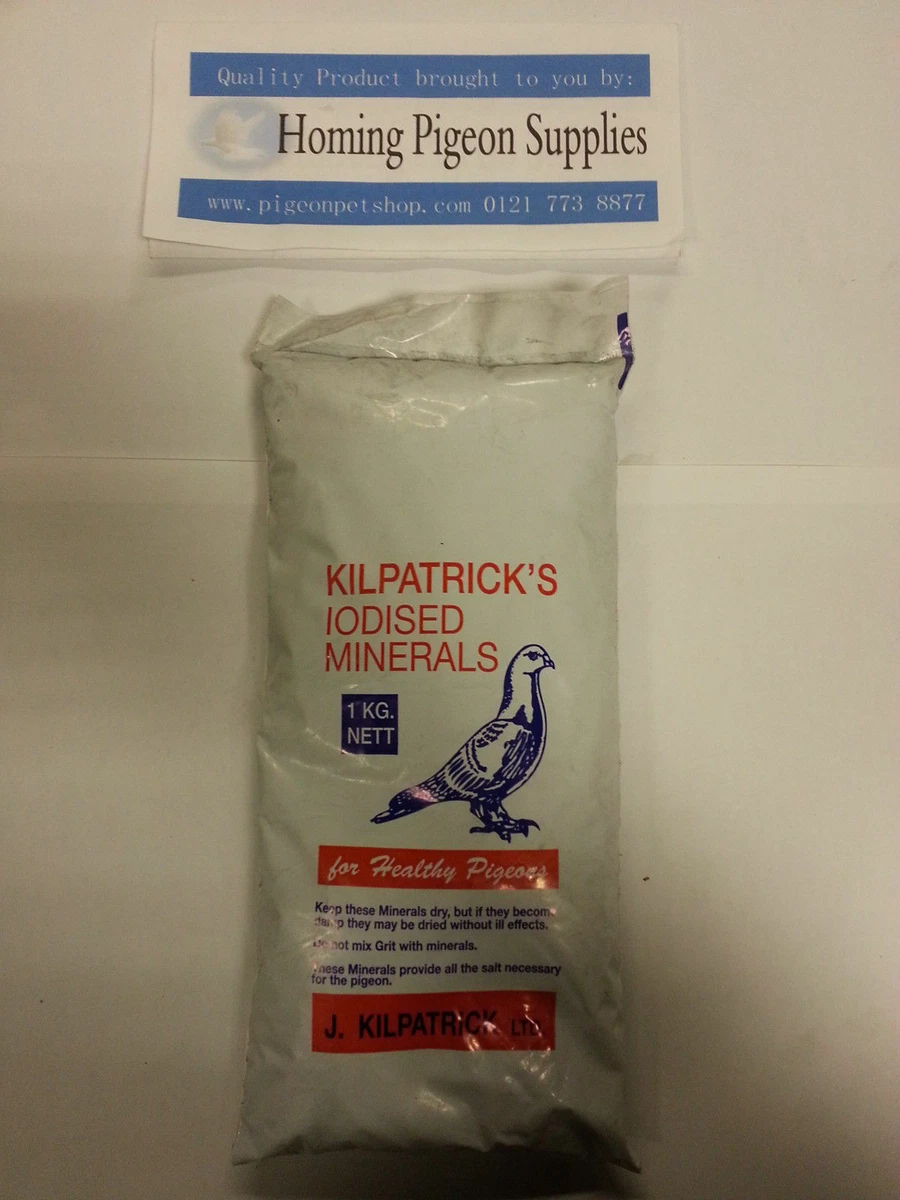 Quality Product brought to you by:
Homing Pigeon Supplies
www.pigeonpetshop.com 0121 773 8877
KILPATRICK'S
IODISED
MINERALS
1 KG.
NETT
for Healthy Pigeons
Keep these Minerals dry, but if they become
damp they may be dried without ill effects.
Do not mix Grit with minerals.
These Minerals provide all the salt necessary
for the pigeon.
J. KILPATRICK LTD.